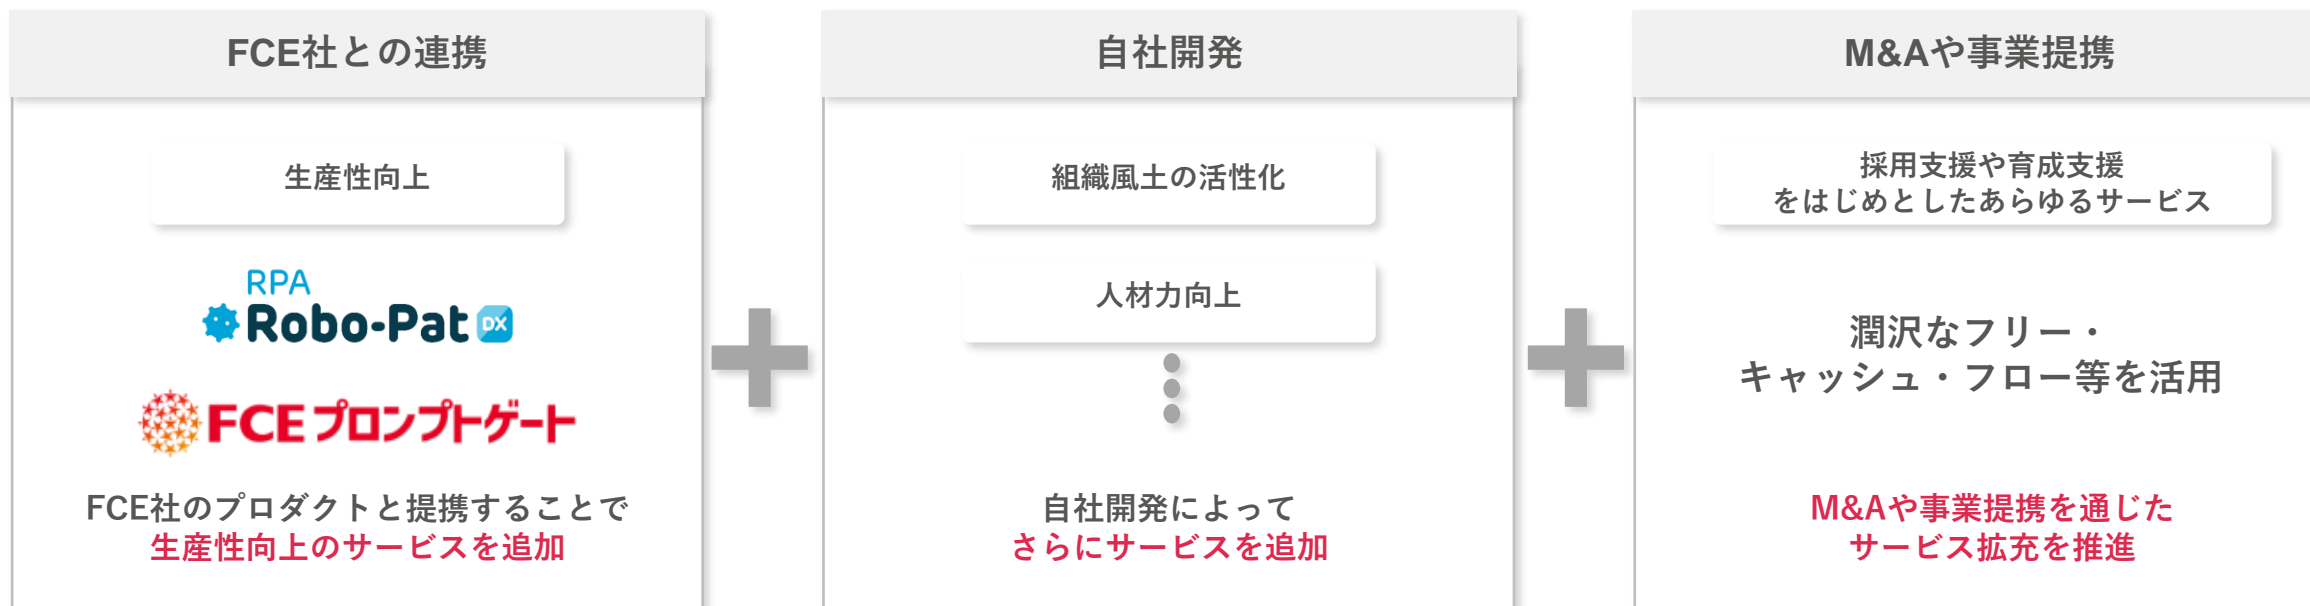 FCE社との連携
生産性向上
RPA
Robo-Pat DX
FCE プロンプトゲート
FCE社のプロダクトと提携することで
生産性向上のサービスを追加
自社開発
組織風土の活性化
人材力向上
自社開発によって
さらにサービスを追加
M&Aや事業提携
採用支援や育成支援
をはじめとしたあらゆるサービス
潤沢なフリー・
キャッシュ・フロー等を活用
M&Aや事業提携を通じた
サービス拡充を推進